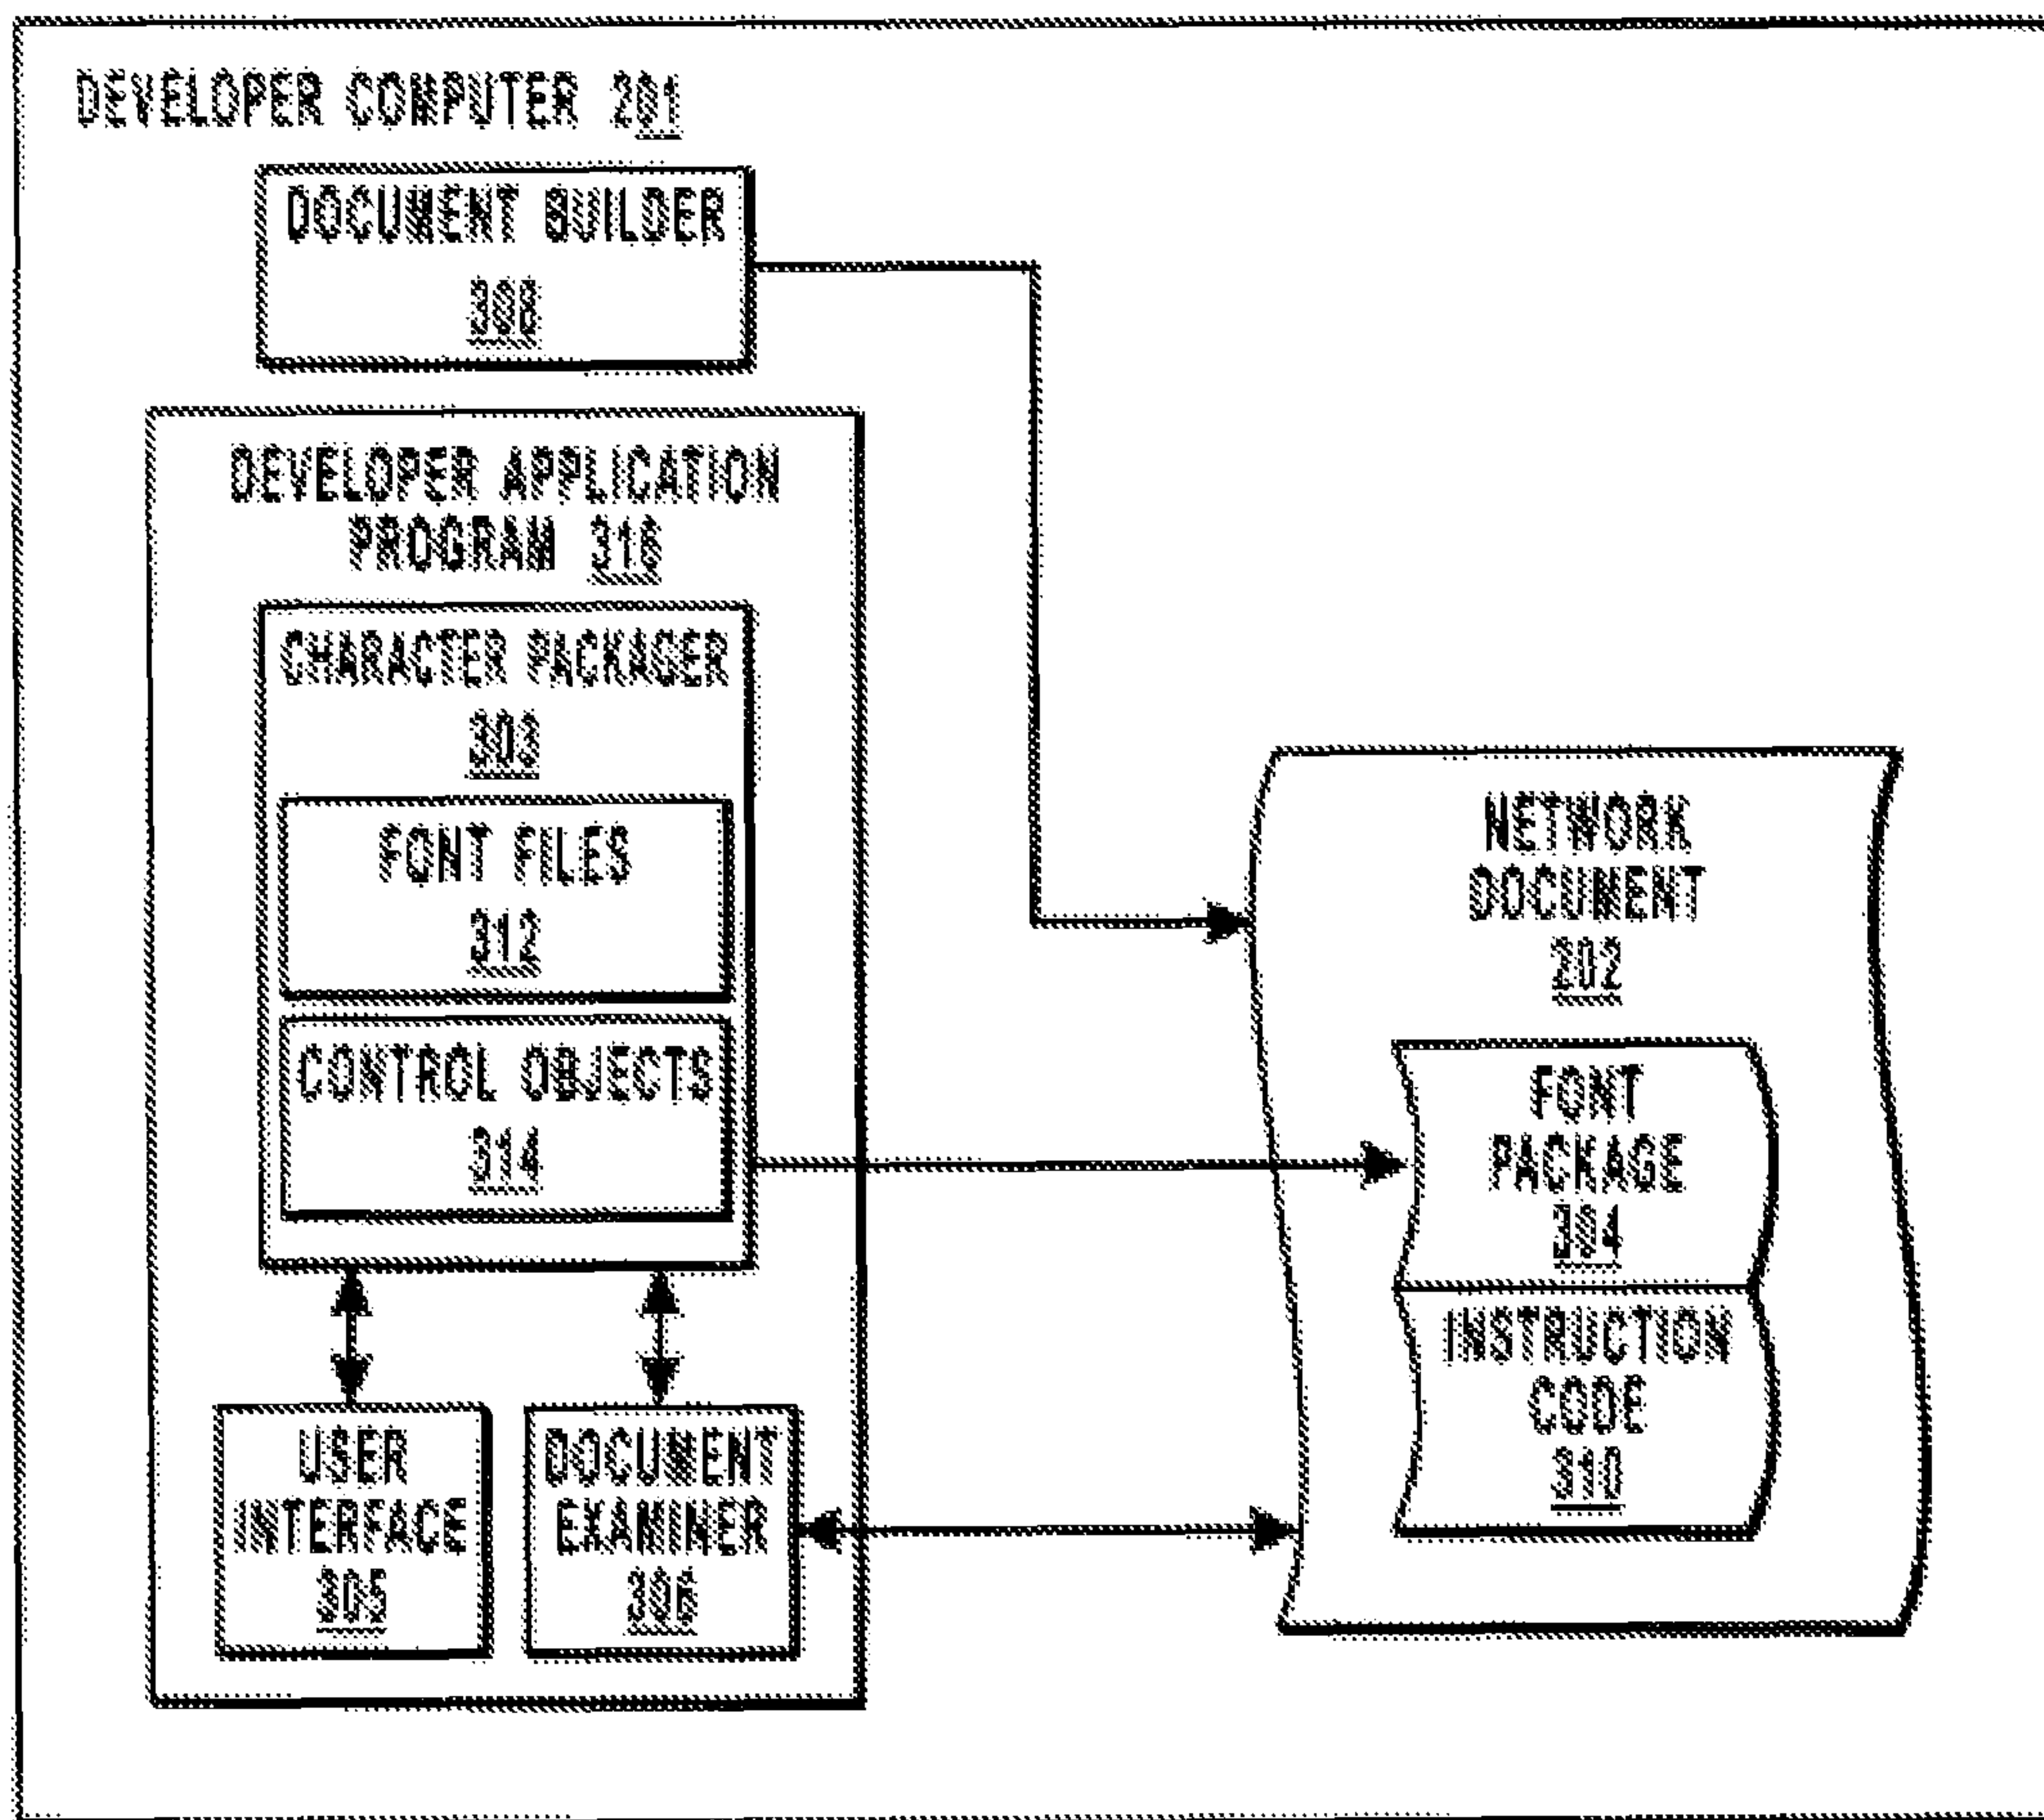 DEVELOPER COMPUTER 201
DOCUMENT BUILDER
308
DEVELOPER APPLICATION
PROGRAM 316
CHARACTER PACKAGER
303
FONT FILES
312
CONTROL OBJECTS
314
USER
INTERFACE
305
DOCUMENT
EXAMINER
306
NETWORK
DOCUMENT
202
FONT
PACKAGE
304
INSTRUCTION
CODE
310